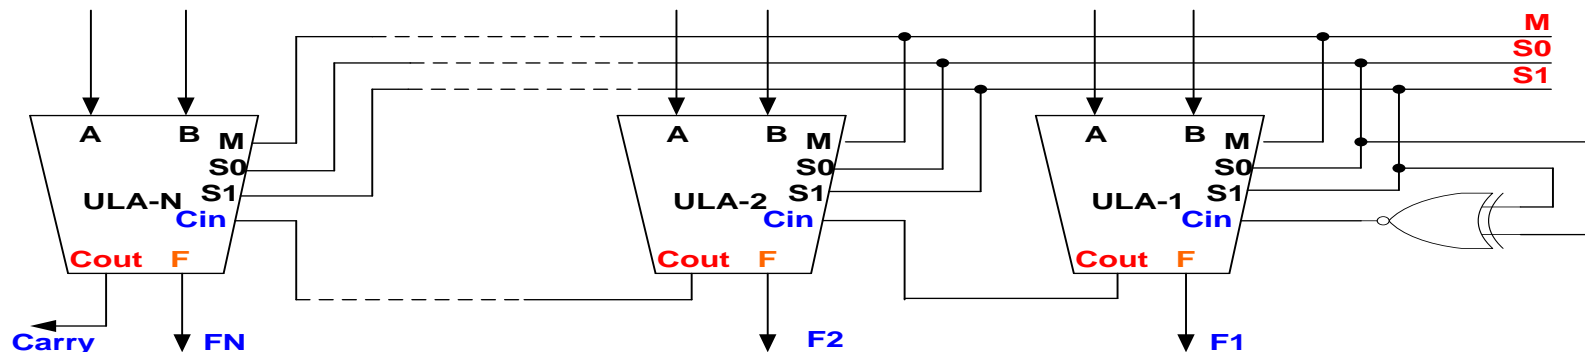 M
S0
S1
A B M
S0
S1
ULA-N
Cin
Cout F
Carry FN
A B M
S0
S1
ULA-2
Cin
Cout F
F2
A B M
S0
S1
ULA-1
Cin
Cout F
F1